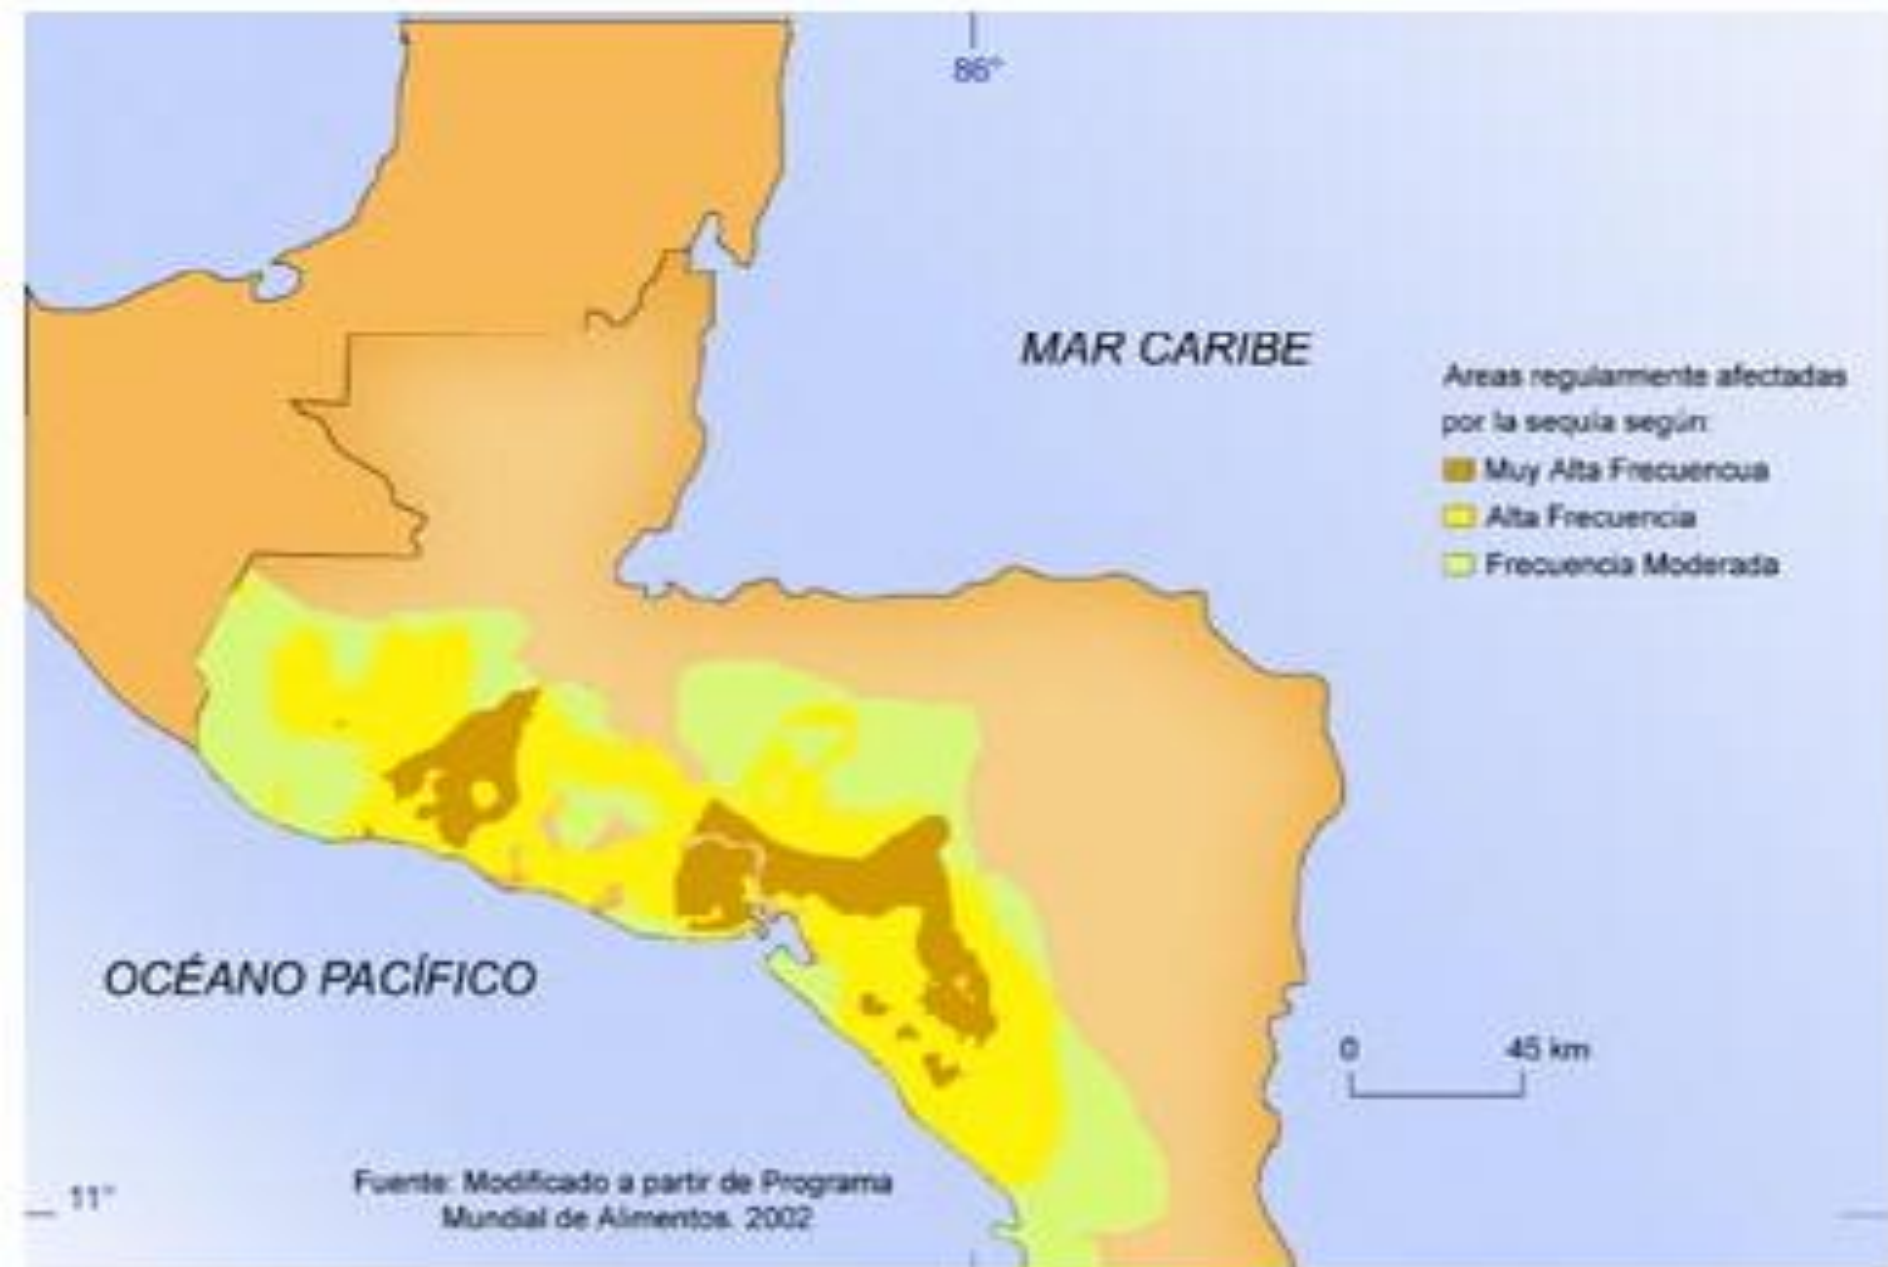 86°
MAR CARIBE
Areas regularmente afectadas
por la sequía según:
Muy Alta Frecuencua
Alta Frecuencia
Frecuencia Moderada
OCÉANO PACÍFICO
0 45 km
Fuente: Modificado a partir de Programa
Mundial de Alimentos. 2002
11°